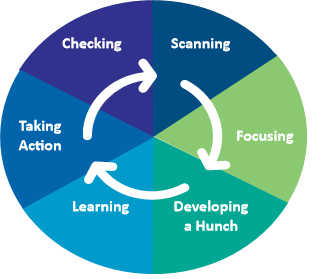 Checking
Scanning
Taking
Action
Focusing
Learning
Developing
a Hunch